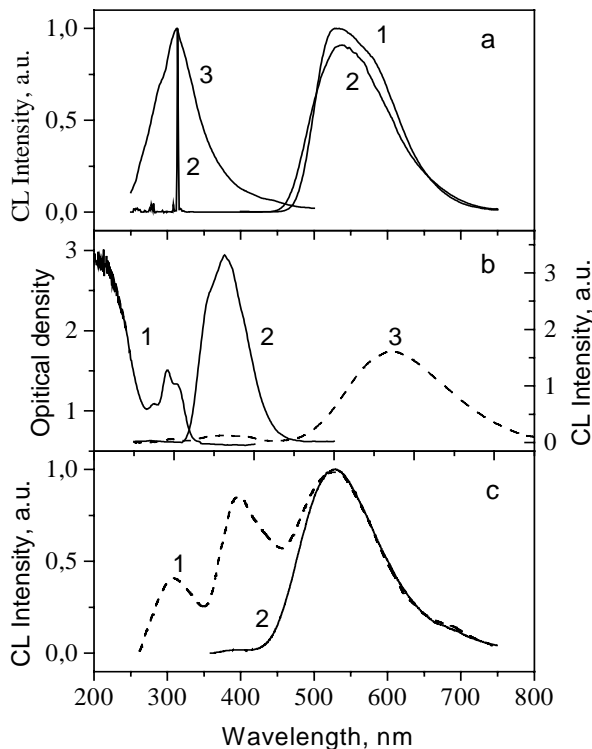 CL Intensity, a.u.
1,0
0,5
0,0
a
1
2
3
2
Opitical density
3
2
1
b
1
2
3
3
2
1
0
CL Intensity, a.u.
CL Intensity, a.u.
1,0
0,5
0,0
c
1
2
200 300 400 500 600 700 800
Wavelength, nm